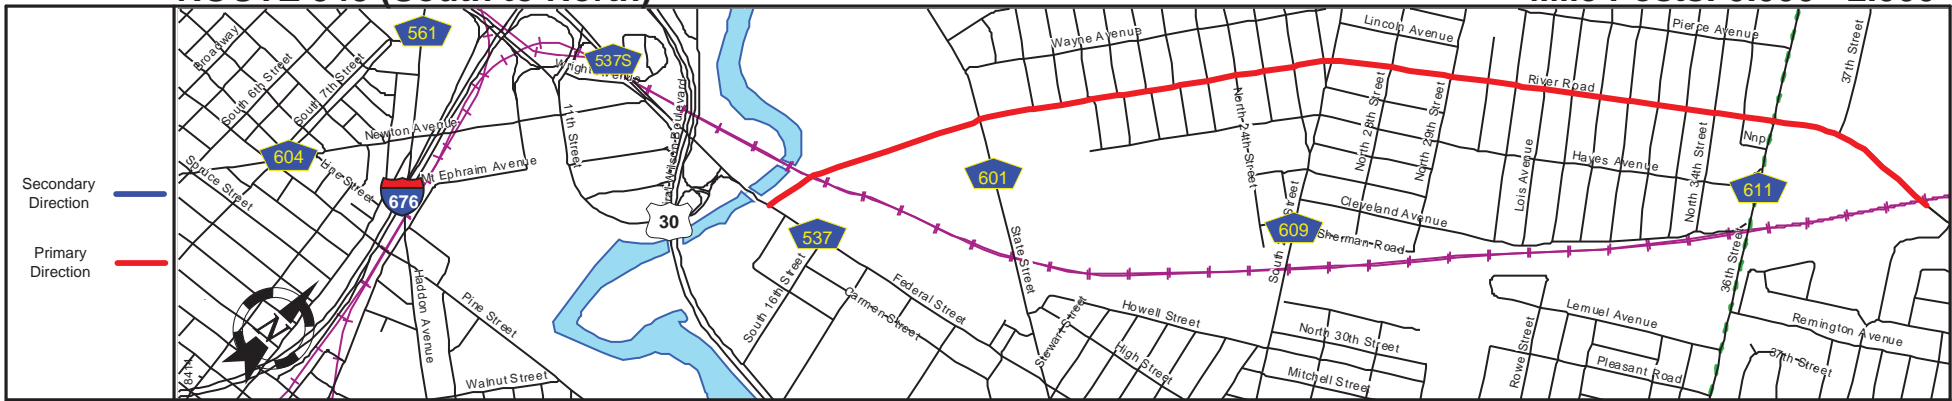 Secondary
Direction
Primary
Direction
Broadway
561
South 6th Street
South 7th Street
604
Newton Avenue
Line Street
Spruce Street
Mt Ephraim Avenue
676
Haddon Avenue
Pine Street
Walnut Street
8414
N
11th Street
537S
30
537
South 16th Street
Carmen Street
Federal Street
601
State Street
Stewart Street
High Street
Howell Street
Wayne Avenue
North 24th Street
609
Lincoln Avenue
North 28th Street
North 29th Street
Cleveland Avenue
Sherman Road
North 30th Street
Mitchell Street
Lois Avenue
River Road
Hayes Avenue
North 34th Street
Pierce Avenue
Nnp
611
36th Street
37th Street
Rowe Street
Lemuel Avenue
Pleasant Road
Remington Avenue
37th Street